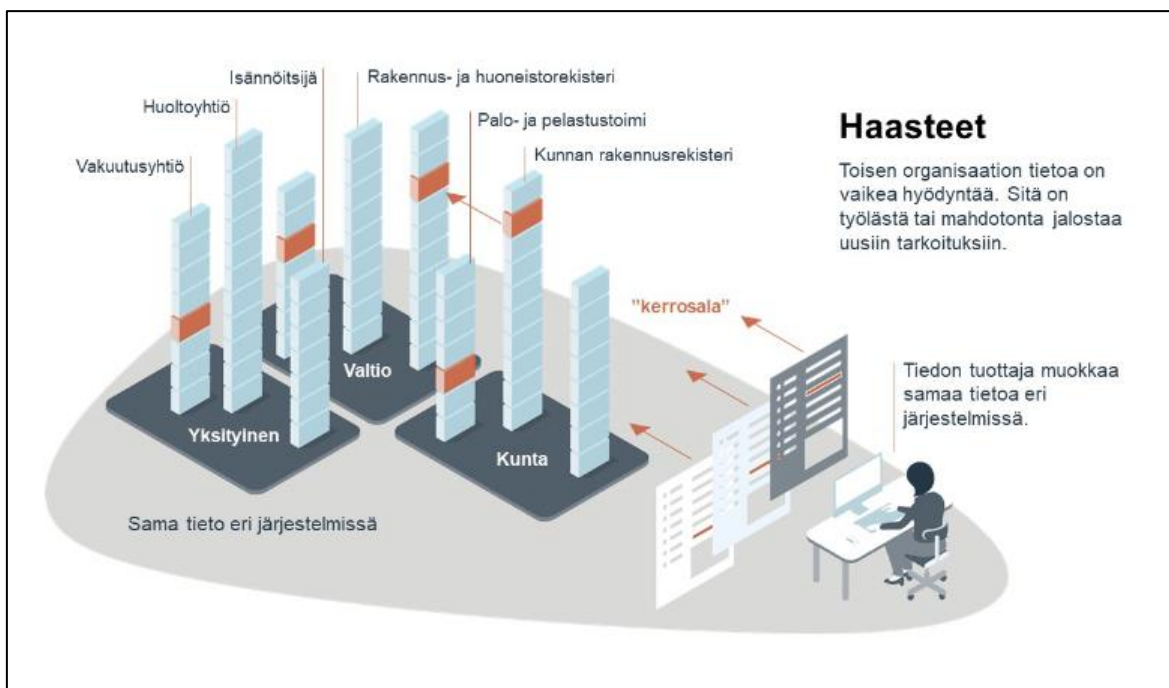 Isännöitsijä
Rakennus- ja huoneistorekisteri
Huoltoyhtiö
Palo- ja pelastustoimi
Vakuutusyhtiö
Kunnan rakennusrekisteri
Haasteet
Toisen organisaation tietoa on
vaikea hyödyntää. Sitä on
työlästä tai mahdotonta jalostaa
uusiin tarkoituksiin.
"kerrosala"
Valtio
Yksityinen
Kunta
Tiedon tuottaja muokkaa
samaa tietoa eri
järjestelmissä.
Sama tieto eri järjestelmissä